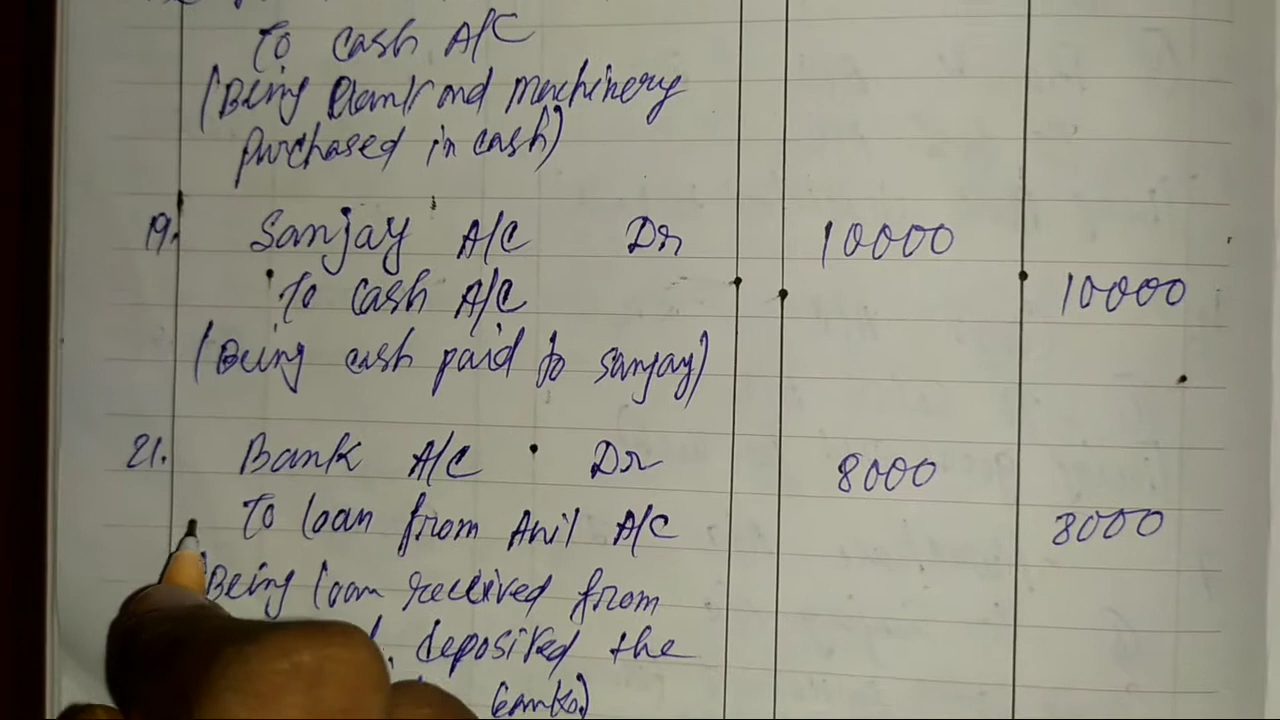 To cash A/C
(Being Plant and machinery
purchased in cash)
19. Sanjay A/C Dr 10000
To cash A/C 10000
(Being cash paid to sanjay)
21. Bank A/C Dr 8000
To loan from Anil A/C 8000
(Being loan received from
deposited the
bank.)